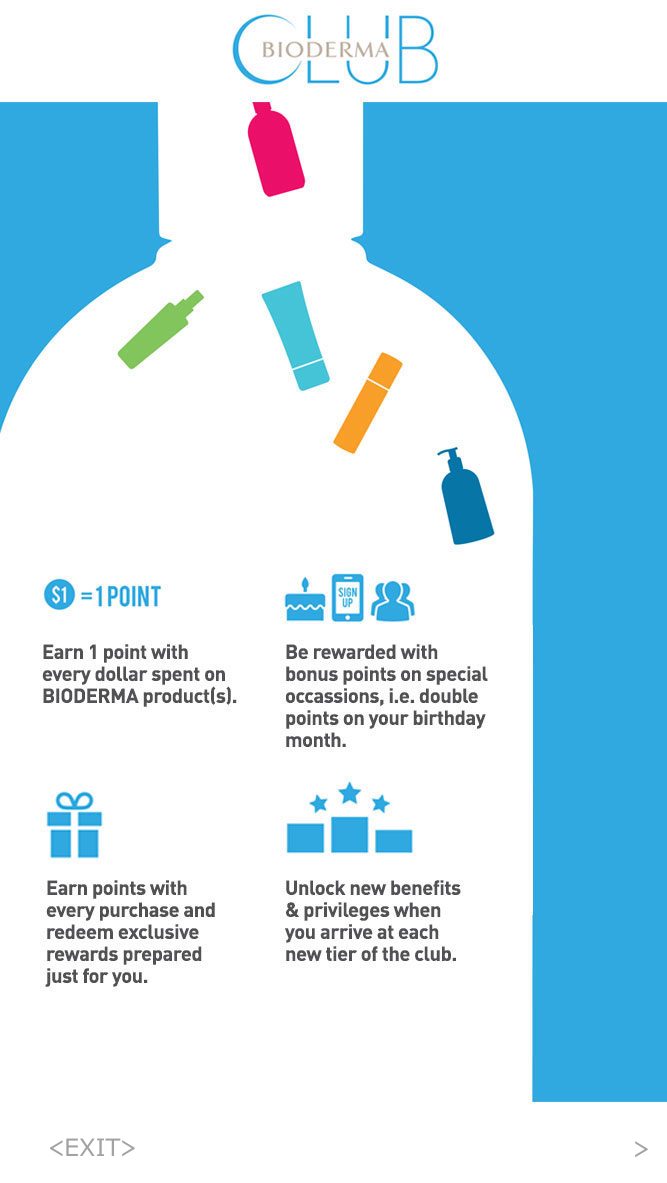 CLUB
BIODERMA
$1 = 1 POINT
Earn 1 point with
every dollar spent on
BIODERMA product(s).
SIGN
UP
Be rewarded with
bonus points on special
occassions, i.e. double
points on your birthday
month.
Earn points with
every purchase and
redeem exclusive
rewards prepared
just for you.
Unlock new benefits
& privileges when
you arrive at each
new tier of the club.
<EXIT>
>